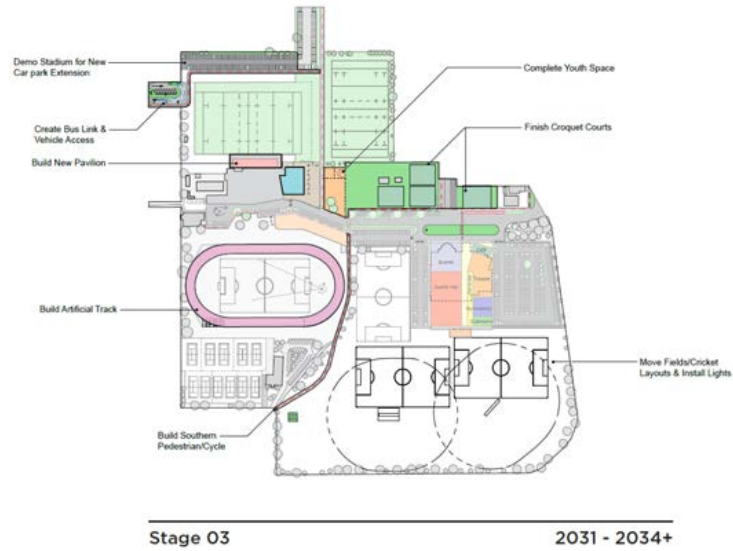 Demo Stadium for New
Car park Extension
Create Bus Link &
Vehicle Access
Build New Pavilion
Build Artificial Track
Build Southern
Pedestrian/Cycle
Complete Youth Space
Finish Croquet Courts
Move Fields/Cricket
Layouts & Install Lights
Stage 03
2031 - 2034+